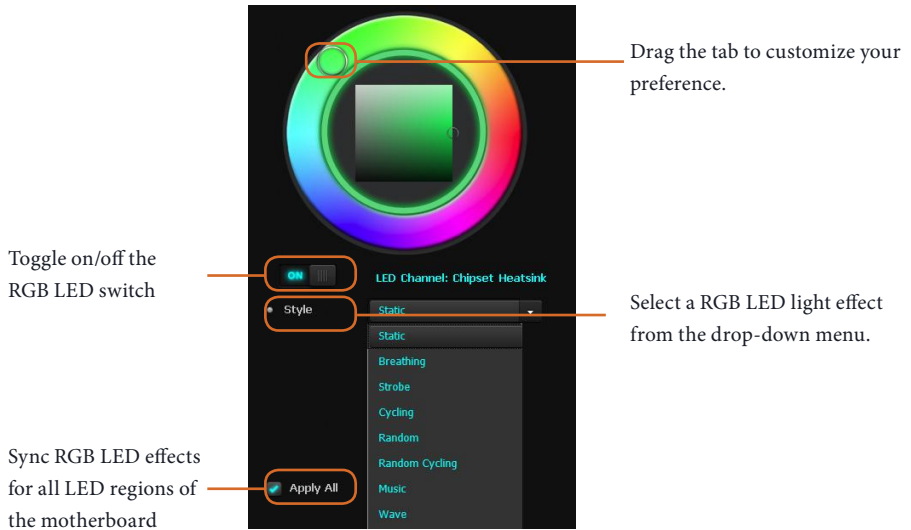 Drag the tab to customize your
preference.
Toggle on/off the
RGB LED switch
ON
LED Channel: Chipset Heatsink
Style
Static
Select a RGB LED light effect
from the drop-down menu.
Static
Breathing
Strobe
Cycling
Random
Random Cycling
Music
Wave
Sync RGB LED effects
for all LED regions of
the motherboard
Apply All